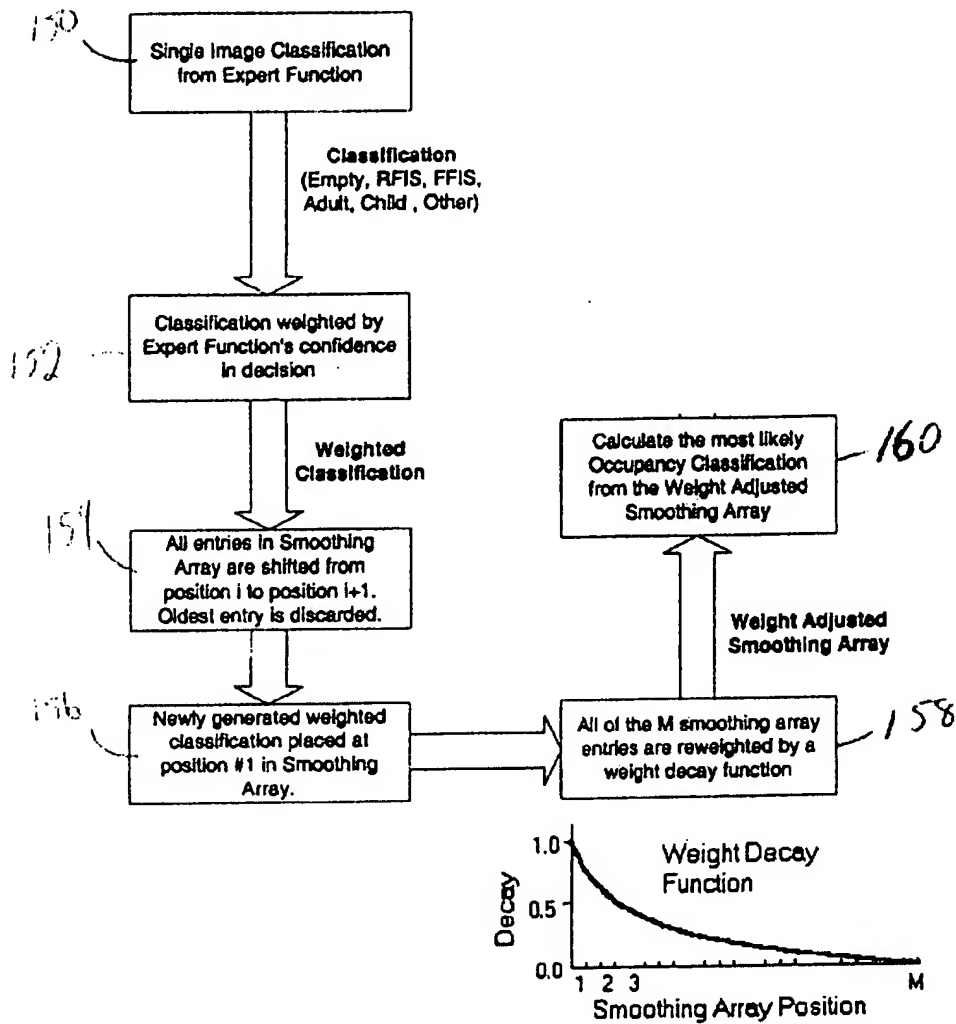 150
Single Image Classification
from Expert Function
Classification
(Empty, RFIS, FFIS,
Adult, Child , Other)
152
Classification weighted by
Expert Function's confidence
in decision
Weighted
Classification
154
All entries in Smoothing
Array are shifted from
position i to position i+1.
Oldest entry is discarded.
156
Newly generated weighted
classification placed at
position #1 in Smoothing
Array.
160
Calculate the most likely
Occupancy Classification
from the Weight Adjusted
Smoothing Array
Weight Adjusted
Smoothing Array
158
All of the M smoothing array
entries are reweighted by a
weight decay function
Weight Decay
Function
Decay
1.0
0.5
0.0
1 2 3 M
Smoothing Array Position